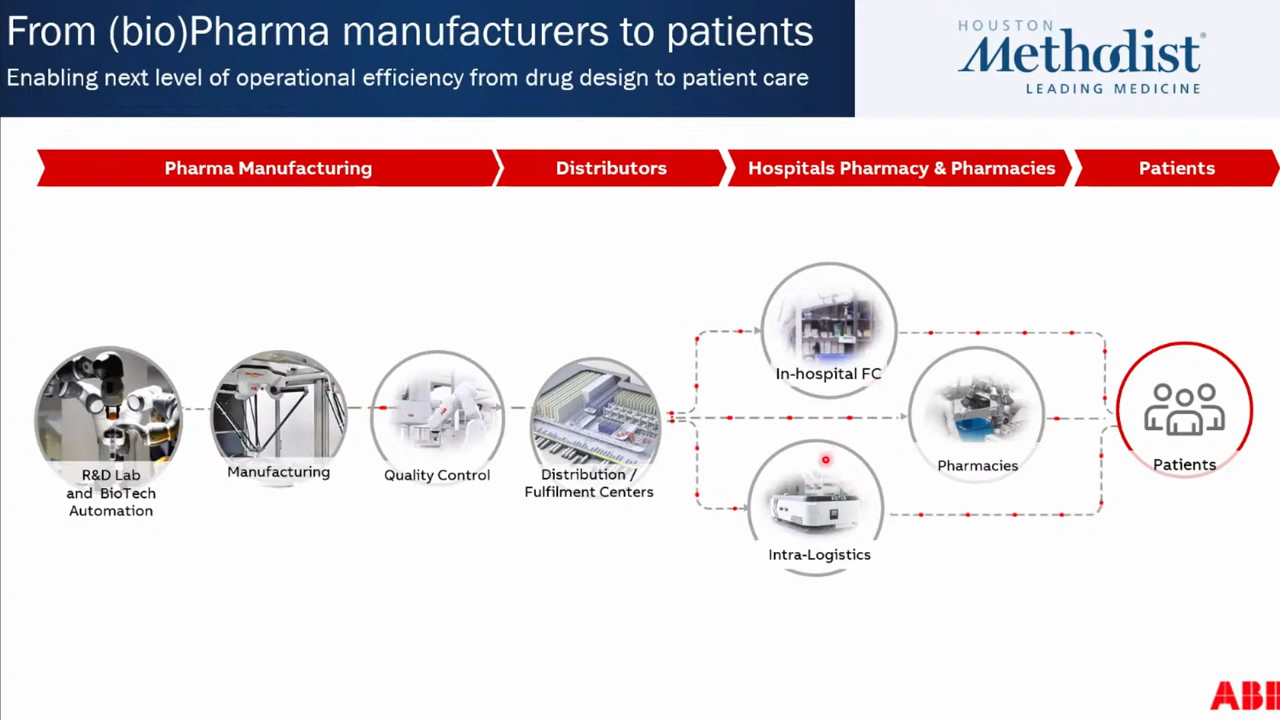 From (bio)Pharma manufacturers to patients
Enabling next level of operational efficiency from drug design to patient care
HOUSTON
Methodist®
LEADING MEDICINE
Pharma Manufacturing
Distributors
Hospitals Pharmacy & Pharmacies
Patients
In-hospital FC
R&D Lab
and BioTech
Automation
Manufacturing
Quality Control
Distribution /
Fulfilment Centers
Pharmacies
Patients
Intra-Logistics
ABB